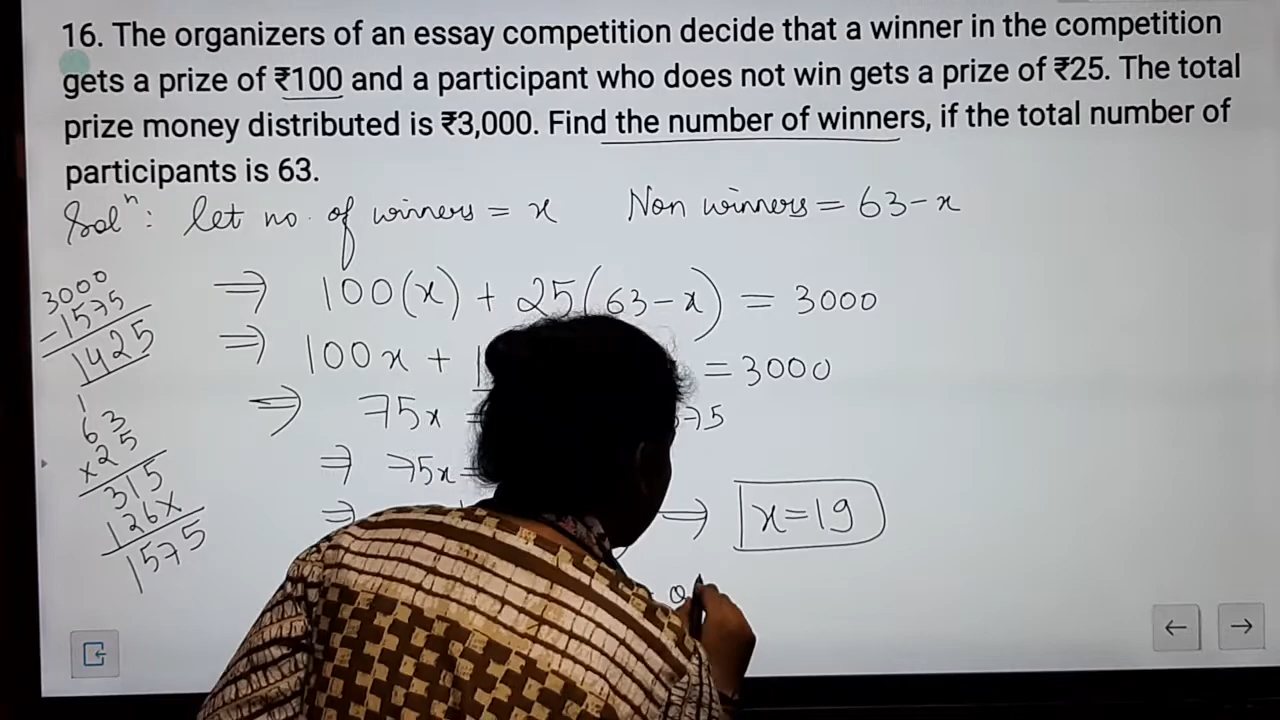 16. The organizers of an essay competition decide that a winner in the competition
gets a prize of ₹100 and a participant who does not win gets a prize of ₹25. The total
prize money distributed is ₹3,000. Find the number of winners, if the total number of
participants is 63.
Solⁿ: let no. of winners = x Non winners = 63-x
⇒ 100(x) + 25(63-x) = 3000
⇒ 100x + = 3000
⇒ 75x
⇒ 75x=
⇒ ⇒ x=19
3000
-1575
1425
1
63
x25
315
126x
1575